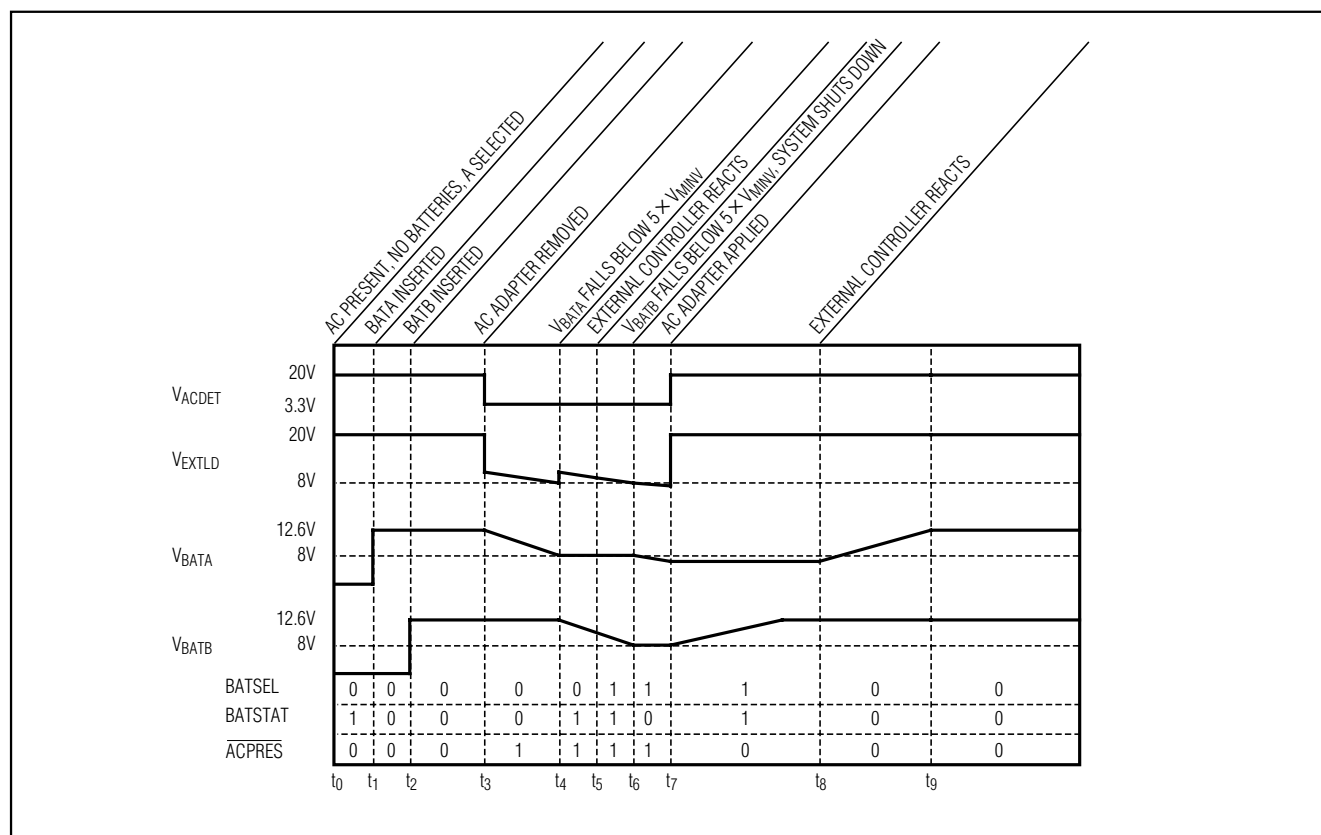 AC PRESENT, NO BATTERIES, A SELECTED
BATA INSERTED
BATB INSERTED
AC ADAPTER REMOVED
VBATA FALLS BELOW 5 × VMINV
EXTERNAL CONTROLLER REACTS
VBATB FALLS BELOW 5 × VMINV, SYSTEM SHUTS DOWN
AC ADAPTER APPLIED
EXTERNAL CONTROLLER REACTS
VACDET 20V
3.3V
VEXTLD 20V
8V
VBATA 12.6V
8V
VBATB 12.6V
8V
BATSEL 0 0 0 0 0 1 1 1 0 0
BATSTAT 1 0 0 0 1 1 0 1 0 0
ACPRES 0 0 0 1 1 1 1 0 0 0
t0 t1 t2 t3 t4 t5 t6 t7 t8 t9